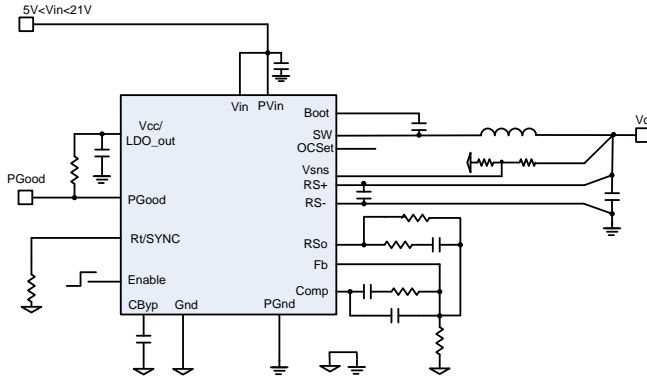 5V<Vin<21V
Vin PVin
Boot
Vcc/
LDO_out
SW
OCSet
Vsns
PGood
PGood
RS+
RS-
Rt/SYNC
RSo
Fb
Enable
Comp
CByp Gnd PGnd